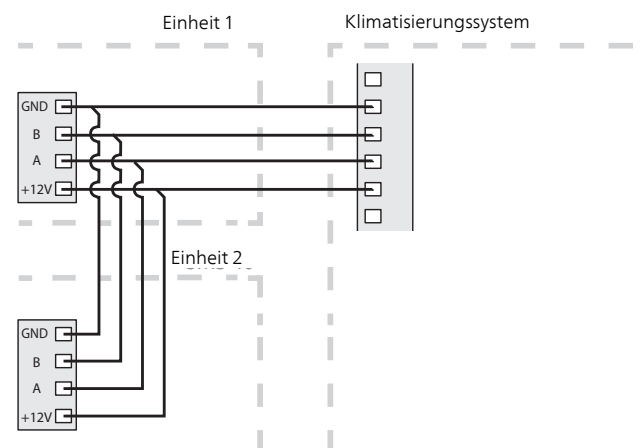 Einheit 1
Klimatisierungssystem
GND
B
A
+12V
Einheit 2
GND
B
A
+12V